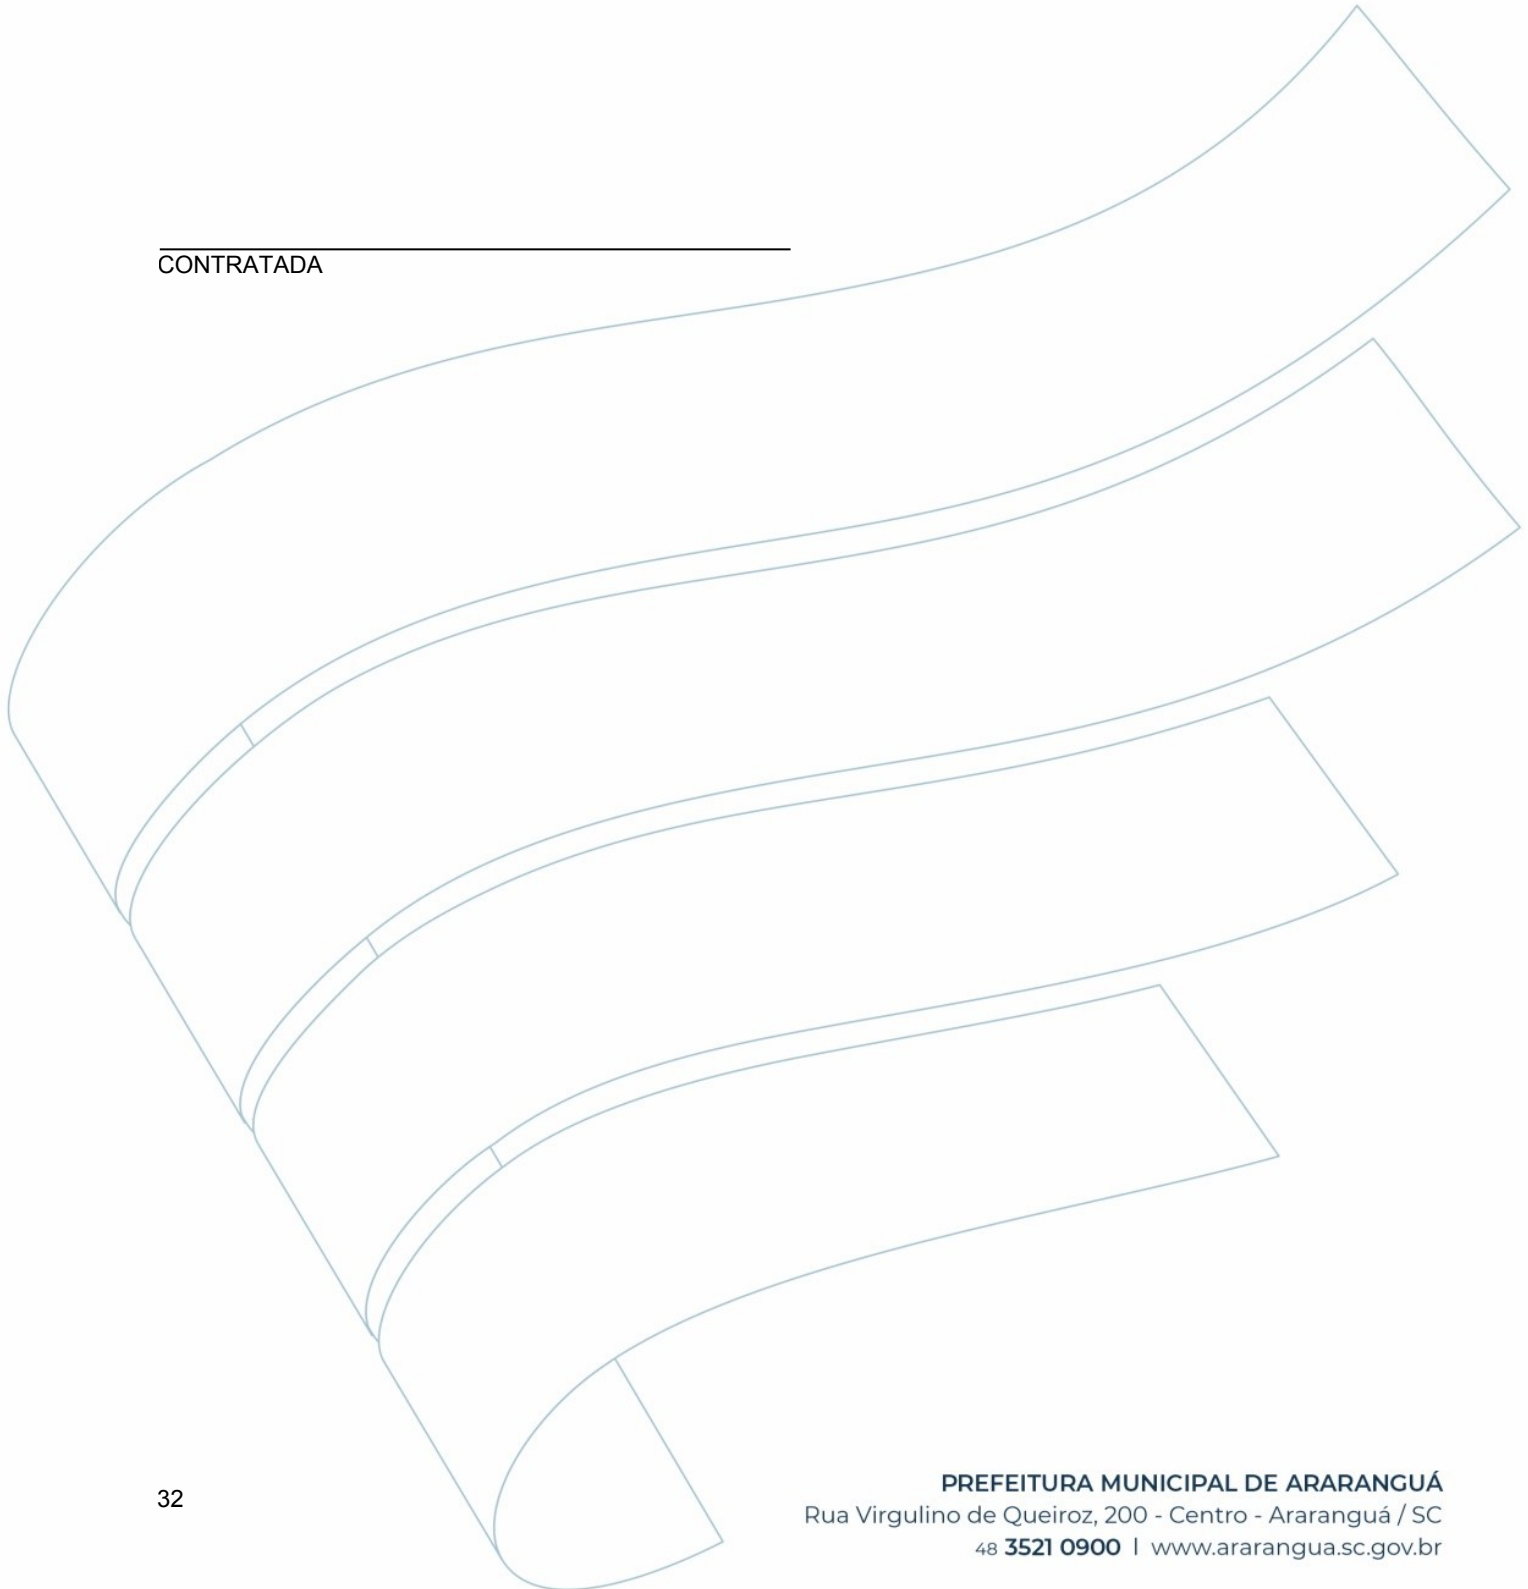 CONTRATADA
32
PREFEITURA MUNICIPAL DE ARARANGUÁ
Rua Virgulino de Queiroz, 200 - Centro - Araranguá / SC
48 3521 0900 | www.ararangua.sc.gov.br